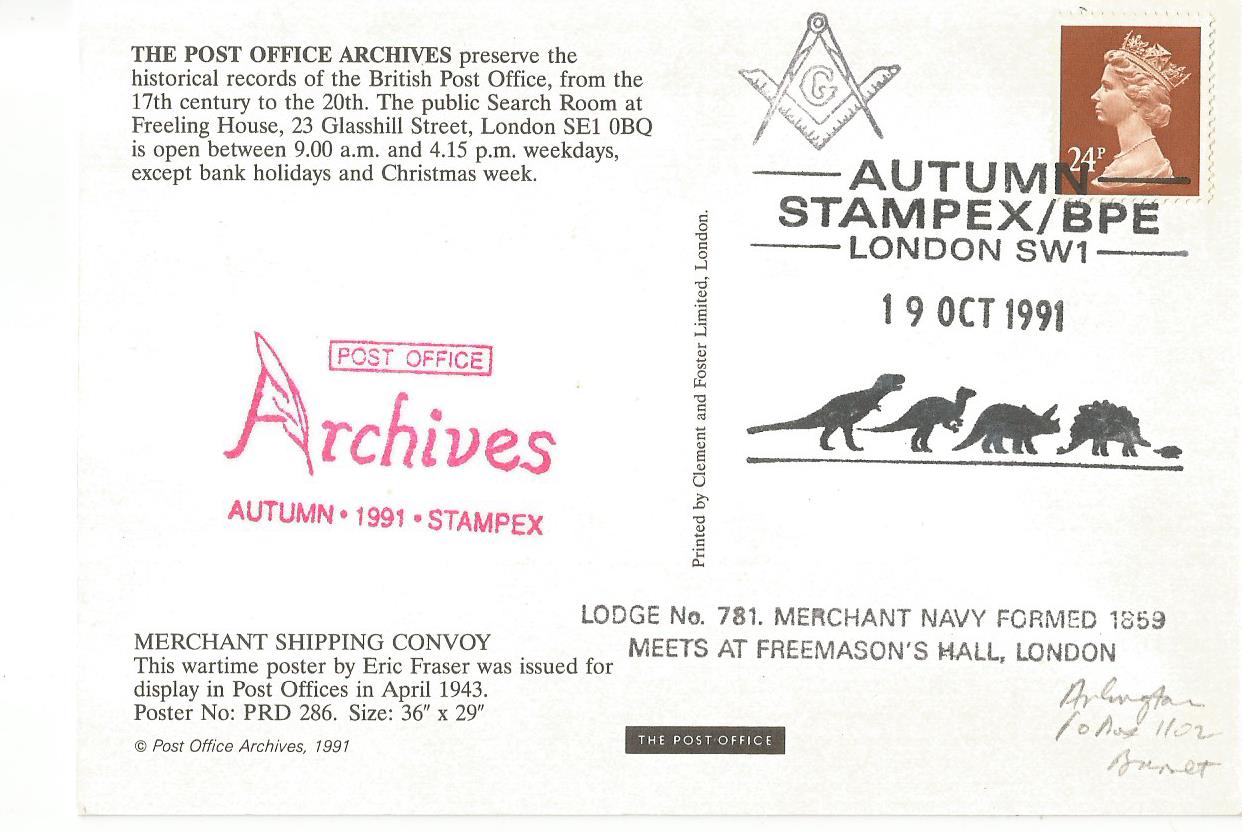 THE POST OFFICE ARCHIVES preserve the
historical records of the British Post Office, from the
17th century to the 20th. The public Search Room at
Freeling House, 23 Glasshill Street, London SE1 0BQ
is open between 9.00 a.m. and 4.15 p.m. weekdays,
except bank holidays and Christmas week.
G
24P
AUTUMN
STAMPEX/BPE
LONDON SW1
19 OCT 1991
Printed by Clement and Foster Limited, London.
POST OFFICE
Archives
AUTUMN • 1991 • STAMPEX
LODGE No. 781. MERCHANT NAVY FORMED 1859
MEETS AT FREEMASON'S HALL, LONDON
MERCHANT SHIPPING CONVOY
This wartime poster by Eric Fraser was issued for
display in Post Offices in April 1943.
Poster No: PRD 286. Size: 36″ x 29″
© Post Office Archives, 1991
THE POST OFFICE
Arlington
PO Box 1102